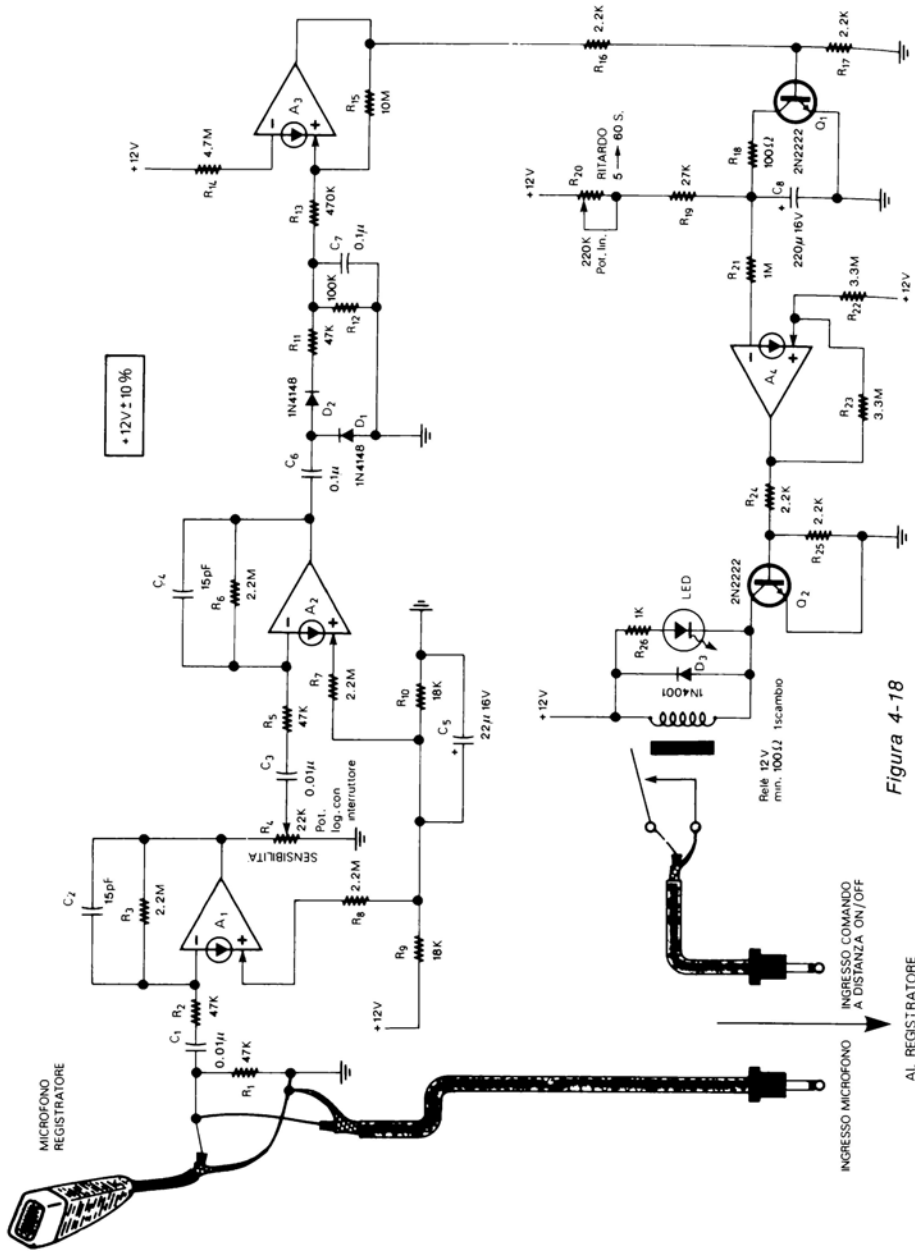 MICROFONO
REGISTRATORE
C1
0.01µ
R1
47K
R2
47K
C2
15pF
R3
2.2M
A1
−
+
R8
2.2M
R9
18K
+12V
SENSIBILITÀ
R4
22K
Pot.
log. con
interruttore
C3
0.01µ
R5
47K
C4
15pF
R6
2.2M
A2
−
+
R7
2.2M
R10
18K
C5
+
22µ 16V
+12V ± 10 %
C6
0.1µ
D1
1N4148
D2
1N4148
R11
47K
R12
100K
C7
0.1µ
R13
470K
+12V
R14
4.7M
A3
−
+
R15
10M
R16
2.2K
R17
2.2K
Q1
2N2222
R18
100Ω
C8
+
220µ 16V
+12V
R20
RITARDO
5 → 60 S.
220K
Pot. lin.
R19
27K
R21
1M
A4
−
+
R22
3.3M
+12V
R23
3.3M
R24
2.2K
R25
2.2K
2N2222
Q2
LED
R26
1K
D3
1N4001
+12V
Relè 12V
min. 100Ω 1scambio
INGRESSO MICROFONO
INGRESSO COMANDO
A DISTANZA ON/OFF
AL REGISTRATORE
Figura 4-18